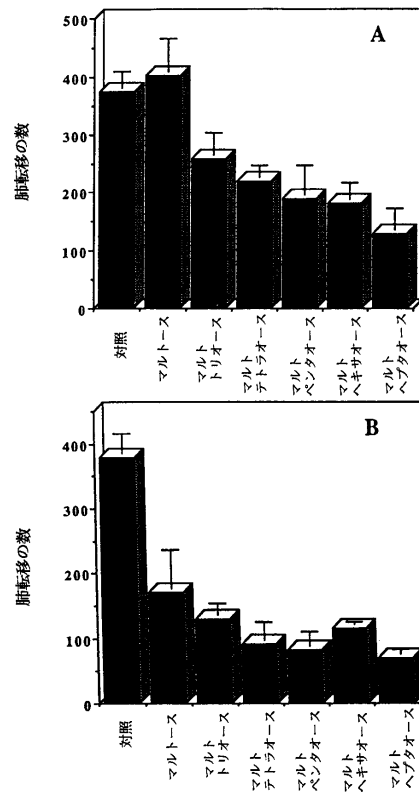 A
肺転移の数
500
400
300
200
100
0
対照
マルトース
マルト
トリオース
マルト
テトラオース
マルト
ペンタオース
マルト
ヘキサオース
マルト
ヘプタオース
B
肺転移の数
400
300
200
100
0
対照
マルトース
マルト
トリオース
マルト
テトラオース
マルト
ペンタオース
マルト
ヘキサオース
マルト
ヘプタオース